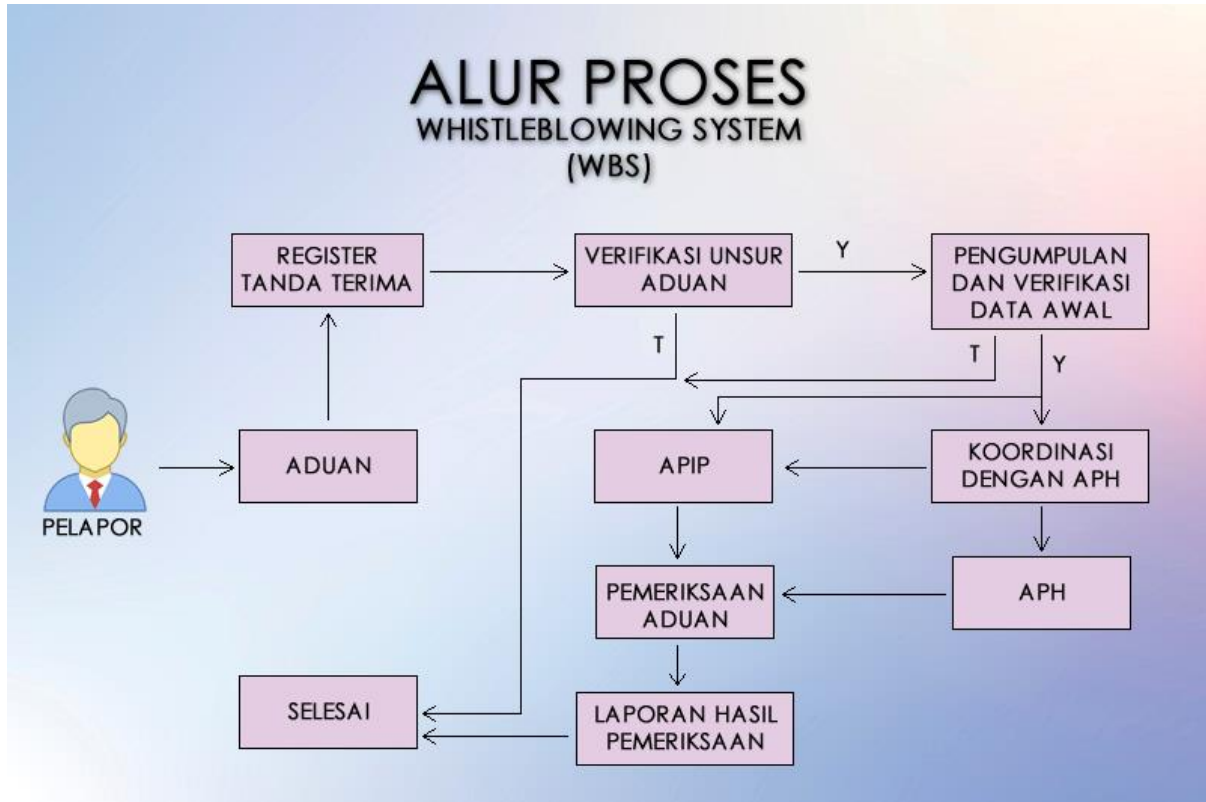 ALUR PROSES
WHISTLEBLOWING SYSTEM
(WBS)
REGISTER
TANDA TERIMA
VERIFIKASI UNSUR
ADUAN
Y
PENGUMPULAN
DAN VERIFIKASI
DATA AWAL
T
T
Y
PELAPOR
ADUAN
APIP
KOORDINASI
DENGAN APH
PEMERIKSAAN
ADUAN
APH
SELESAI
LAPORAN HASIL
PEMERIKSAAN